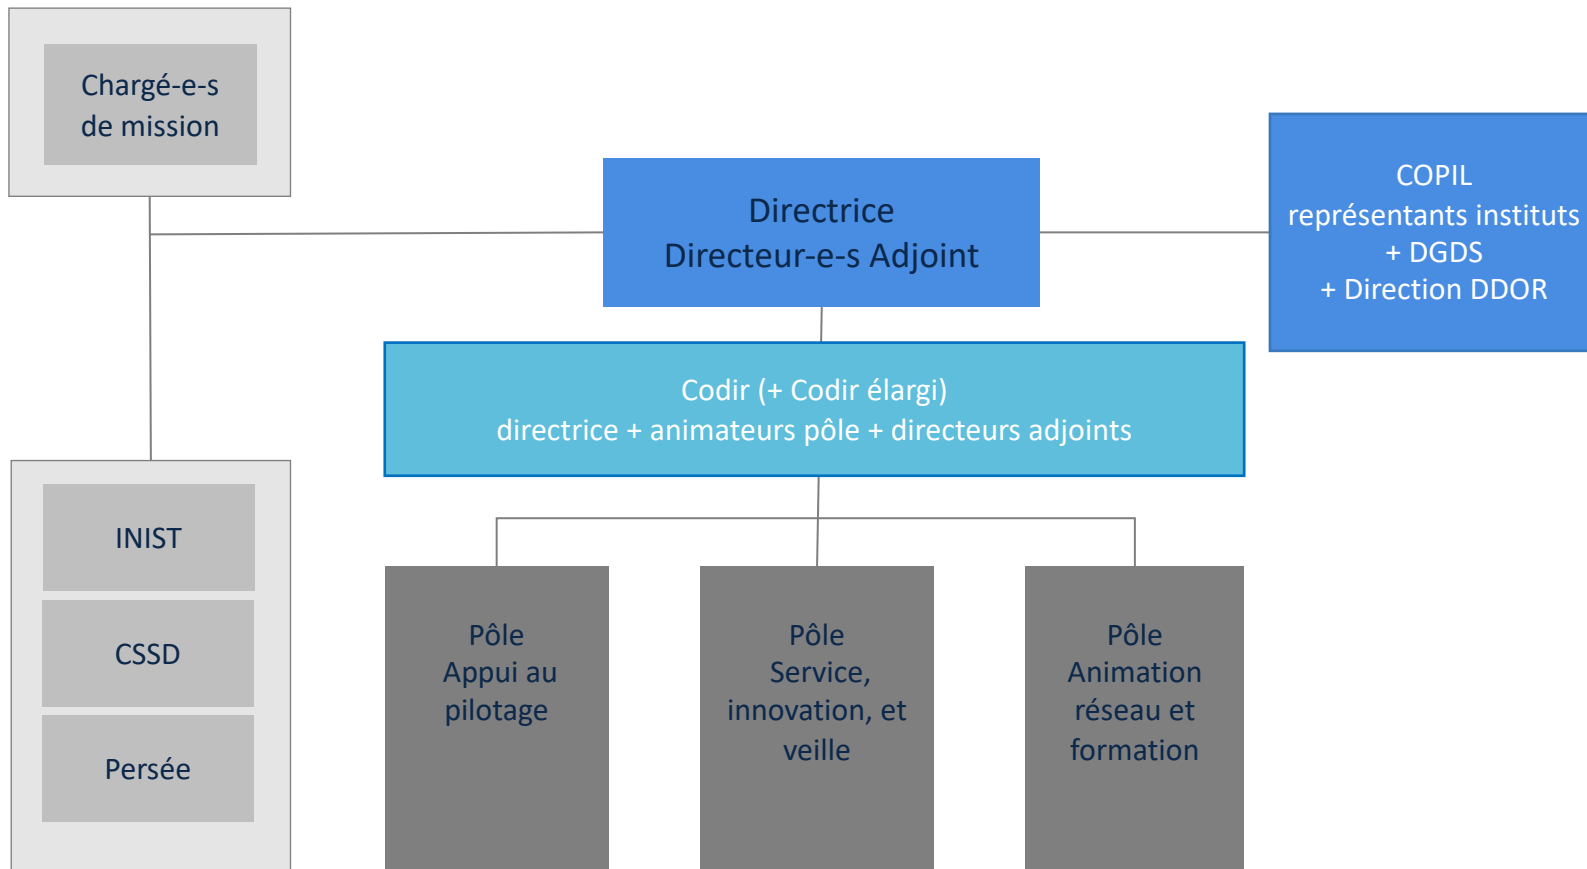 Chargé-e-s
de mission
Directrice
Directeur-e-s Adjoint
COPIL
représentants instituts
+ DGDS
+ Direction DDOR
Codir (+ Codir élargi)
directrice + animateurs pôle + directeurs adjoints
INIST
CSSD
Persée
Pôle
Appui au
pilotage
Pôle
Service,
innovation, et
veille
Pôle
Animation
réseau et
formation